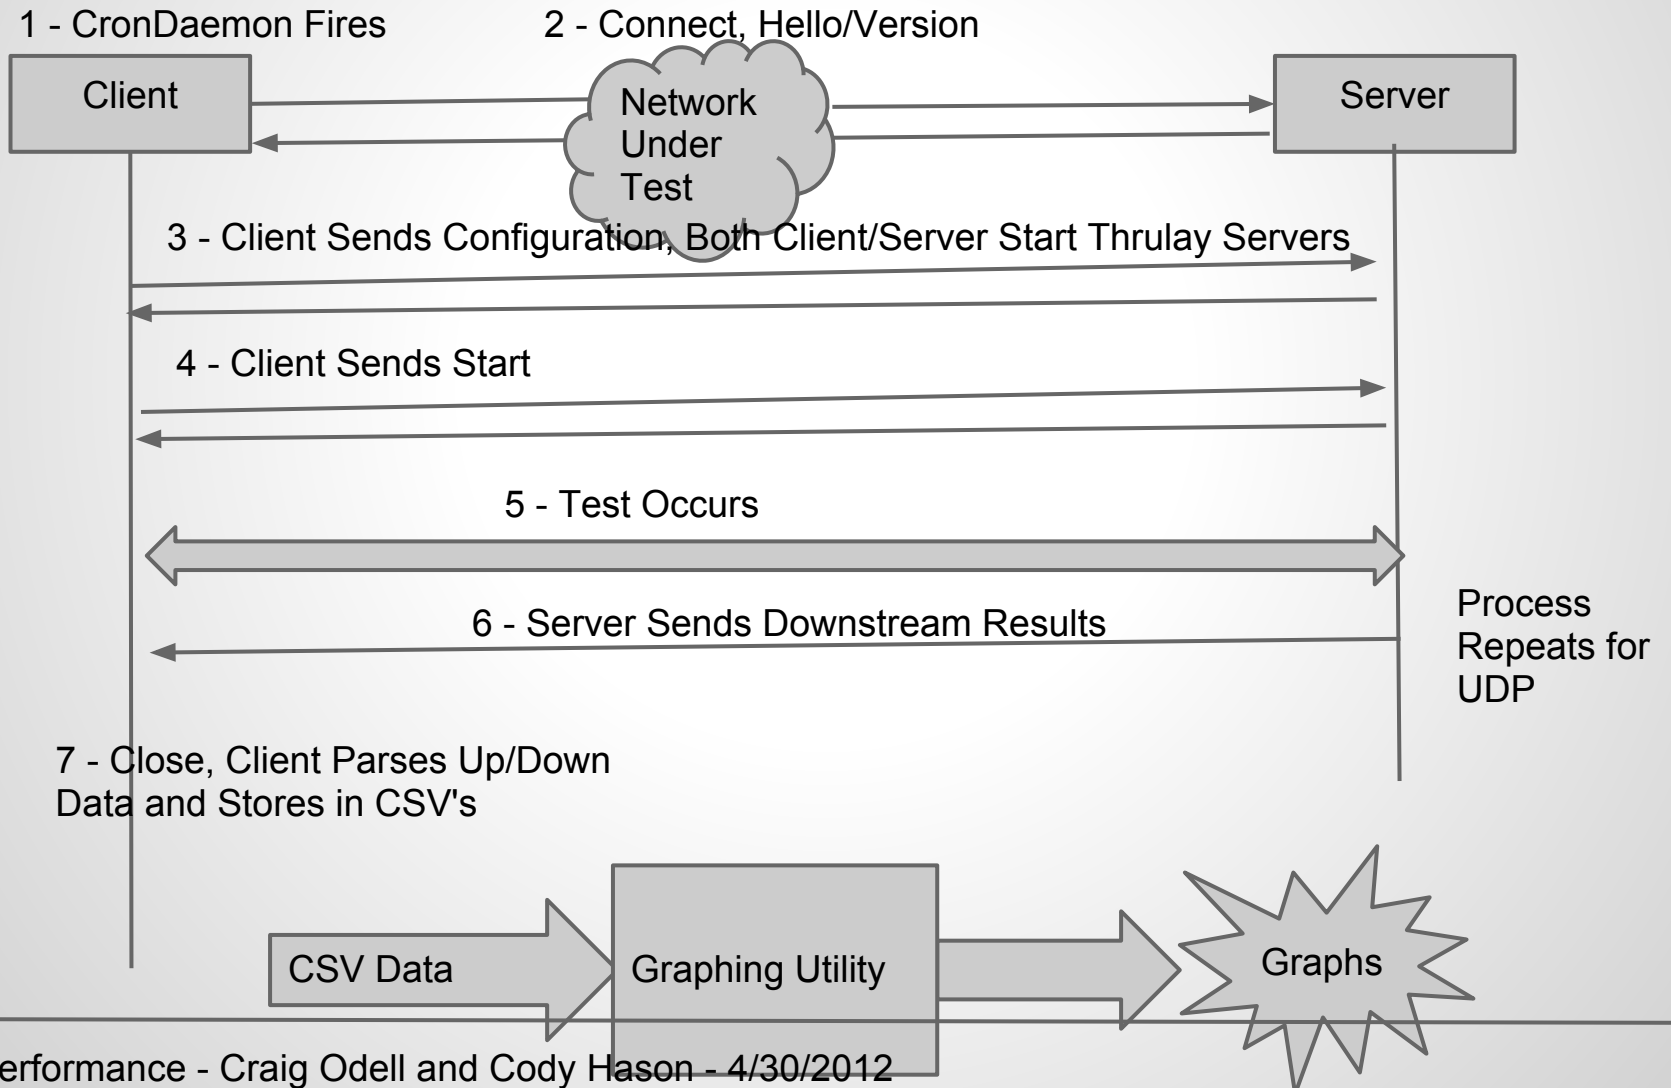 1 - CronDaemon Fires
2 - Connect, Hello/Version
Client
Network
Under
Test
Server
3 - Client Sends Configuration, Both Client/Server Start Thrulay Servers
4 - Client Sends Start
5 - Test Occurs
6 - Server Sends Downstream Results
Process
Repeats for
UDP
7 - Close, Client Parses Up/Down
Data and Stores in CSV's
CSV Data
Graphing Utility
Graphs
erformance - Craig Odell and Cody Hason - 4/30/2012